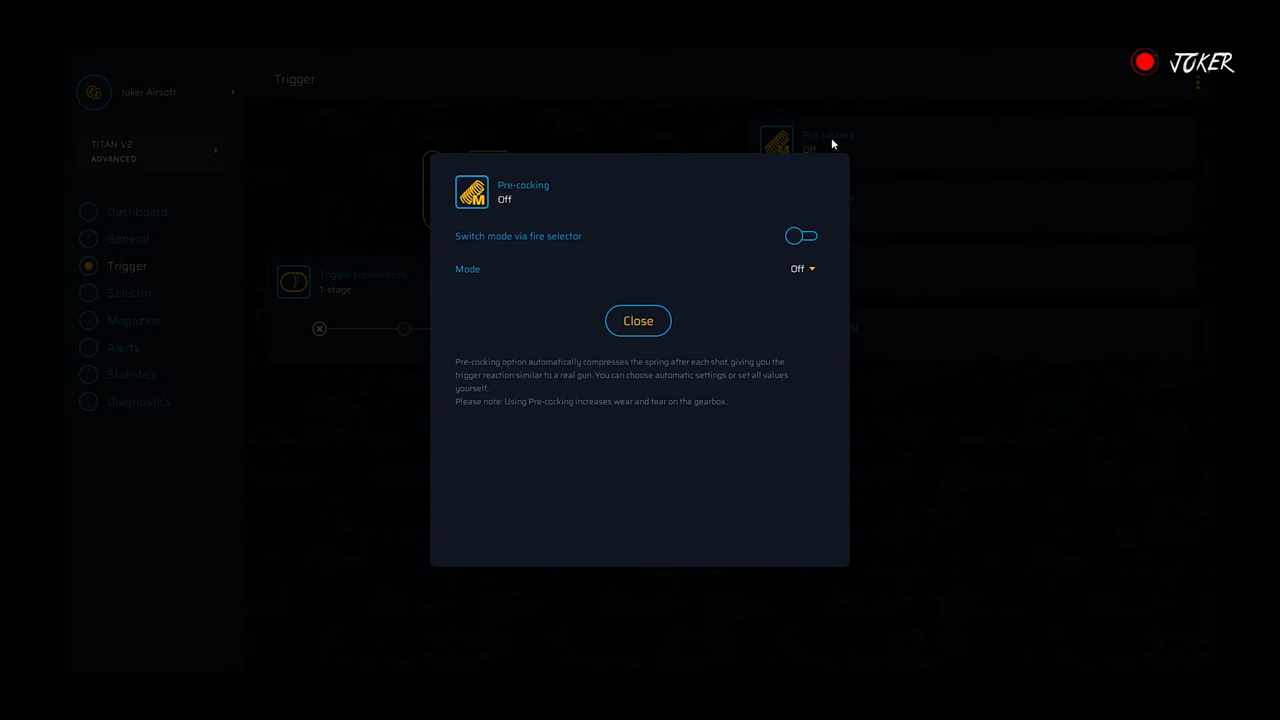 JOKER
Joker Airsoft
Trigger
TITAN V2
ADVANCED
Pre-cocking
Off
Dashboard
General
Trigger
Selector
Magazine
Alerts
Statistics
Diagnostics
Trigger preferences
1-stage
Pre-cocking
Off
Switch mode via fire selector
Mode
Off
Close
Pre-cocking option automatically compresses the spring after each shot, giving you the
trigger reaction similar to a real gun. You can choose automatic settings or set all values
yourself.
Please note: Using Pre-cocking increases wear and tear on the gearbox.